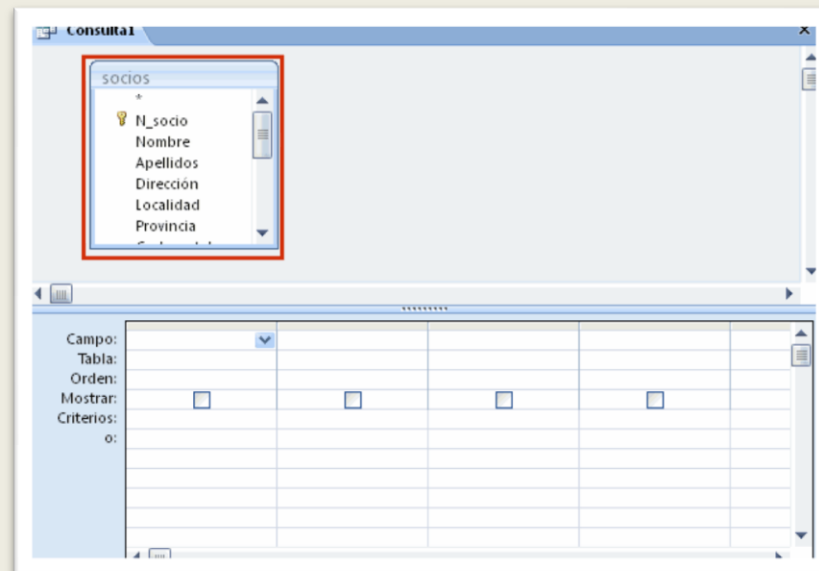 Consulta1
socios
*
N_socio
Nombre
Apellidos
Dirección
Localidad
Provincia
Campo:
Tabla:
Orden:
Mostrar:
Criterios:
o: